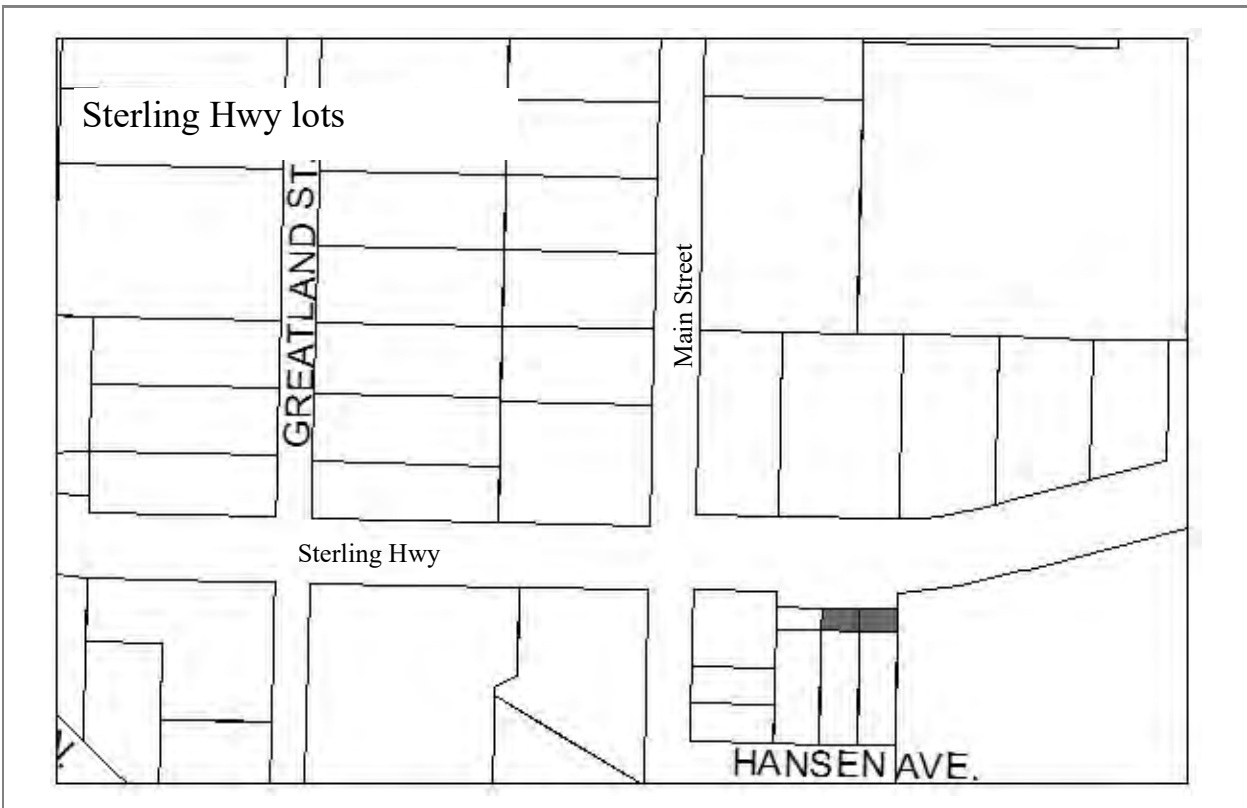 Sterling Hwy lots
GREATLAND ST.
Main Street
Sterling Hwy
HANSEN AVE.